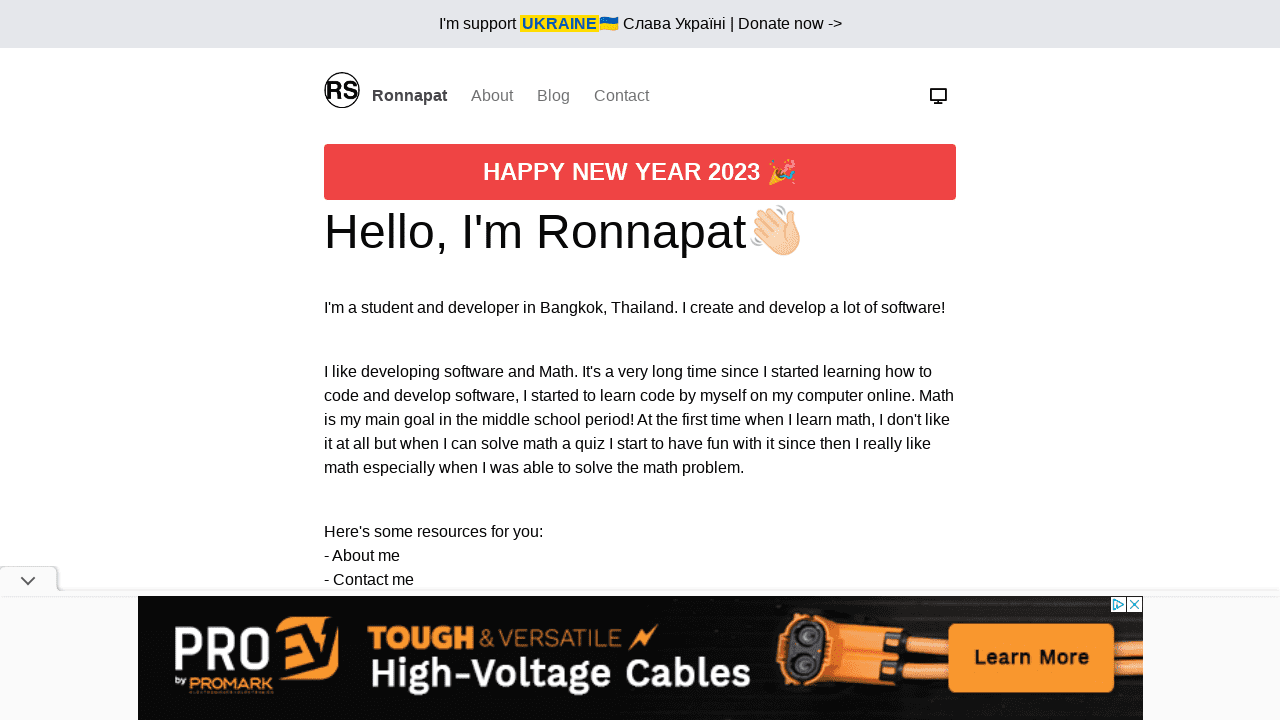 I'm support UKRAINE🇺🇦 Слава Україні | Donate now ->
RS Ronnapat About Blog Contact
HAPPY NEW YEAR 2023 🎉
Hello, I'm Ronnapat👋🏻
I'm a student and developer in Bangkok, Thailand. I create and develop a lot of software!
I like developing software and Math. It's a very long time since I started learning how to
code and develop software, I started to learn code by myself on my computer online. Math
is my main goal in the middle school period! At the first time when I learn math, I don't like
it at all but when I can solve math a quiz I start to have fun with it since then I really like
math especially when I was able to solve the math problem.
Here's some resources for you:
- About me
- Contact me
PRO EV
by PROMARK
TOUGH & VERSATILE
High-Voltage Cables
Learn More